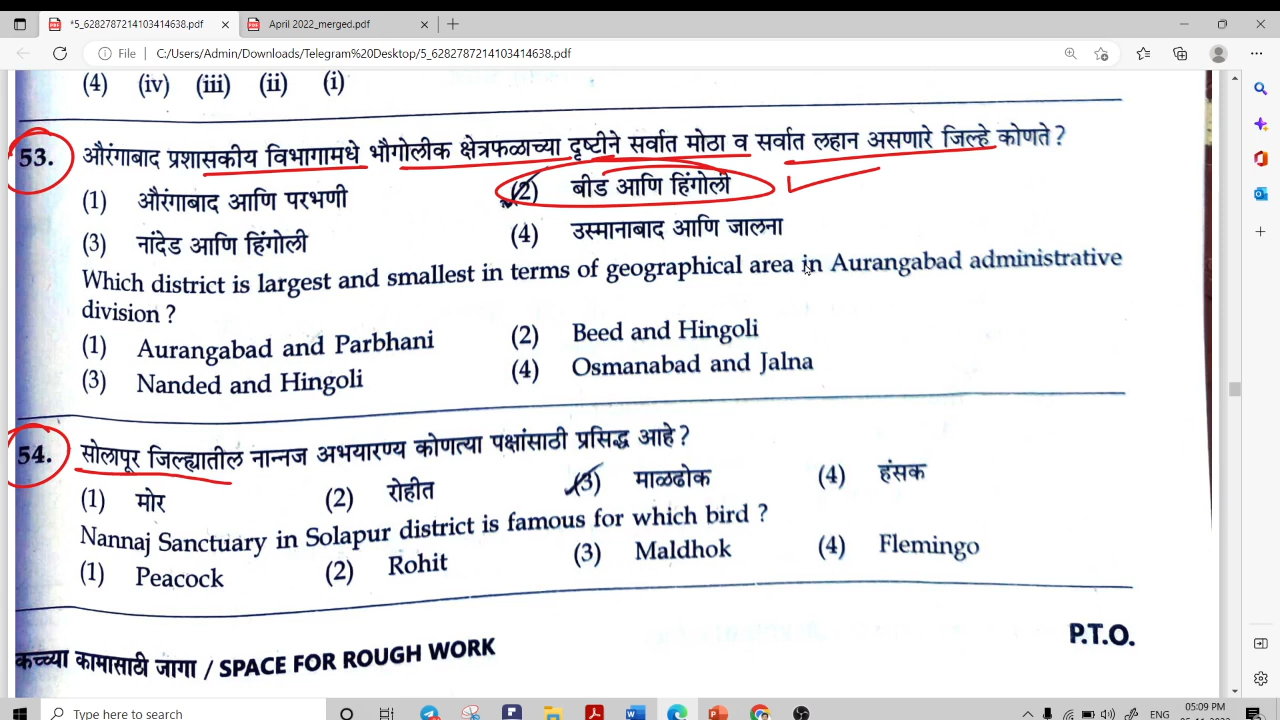 *5_6282787214103414638.pdf
April 2022_merged.pdf
File C:/Users/Admin/Downloads/Telegram%20Desktop/5_6282787214103414638.pdf
(4) (iv) (iii) (ii) (i)
53. औरंगाबाद प्रशासकीय विभागामधे भौगोलीक क्षेत्रफळाच्या दृष्टीने सर्वात मोठा व सर्वात लहान असणारे जिल्हे कोणते ?
(1) औरंगाबाद आणि परभणी (2) बीड आणि हिंगोली
(3) नांदेड आणि हिंगोली (4) उस्मानाबाद आणि जालना
Which district is largest and smallest in terms of geographical area in Aurangabad administrative
division ?
(1) Aurangabad and Parbhani (2) Beed and Hingoli
(3) Nanded and Hingoli (4) Osmanabad and Jalna
54. सोलापूर जिल्ह्यातील नान्नज अभयारण्य कोणत्या पक्षांसाठी प्रसिद्ध आहे ?
(1) मोर (2) रोहीत (3) माळढोक (4) हंसक
Nannaj Sanctuary in Solapur district is famous for which bird ?
(1) Peacock (2) Rohit (3) Maldhok (4) Flemingo
P.T.O.
कच्च्या कामासाठी जागा / SPACE FOR ROUGH WORK
Type here to search
ENG
05:09 PM